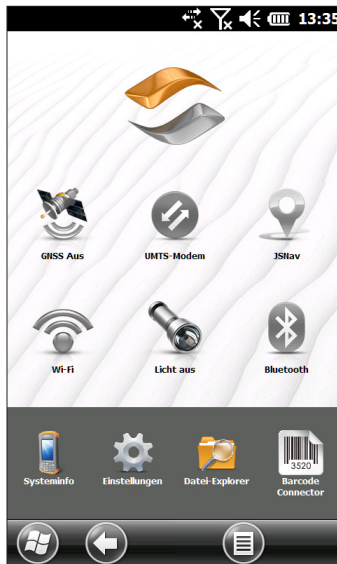 13:35
GNSS Aus
UMTS-Modem
JSNav
Wi-Fi
Licht aus
Bluetooth
3520
Systeminfo
Einstellungen
Datei-Explorer
Barcode
Connector